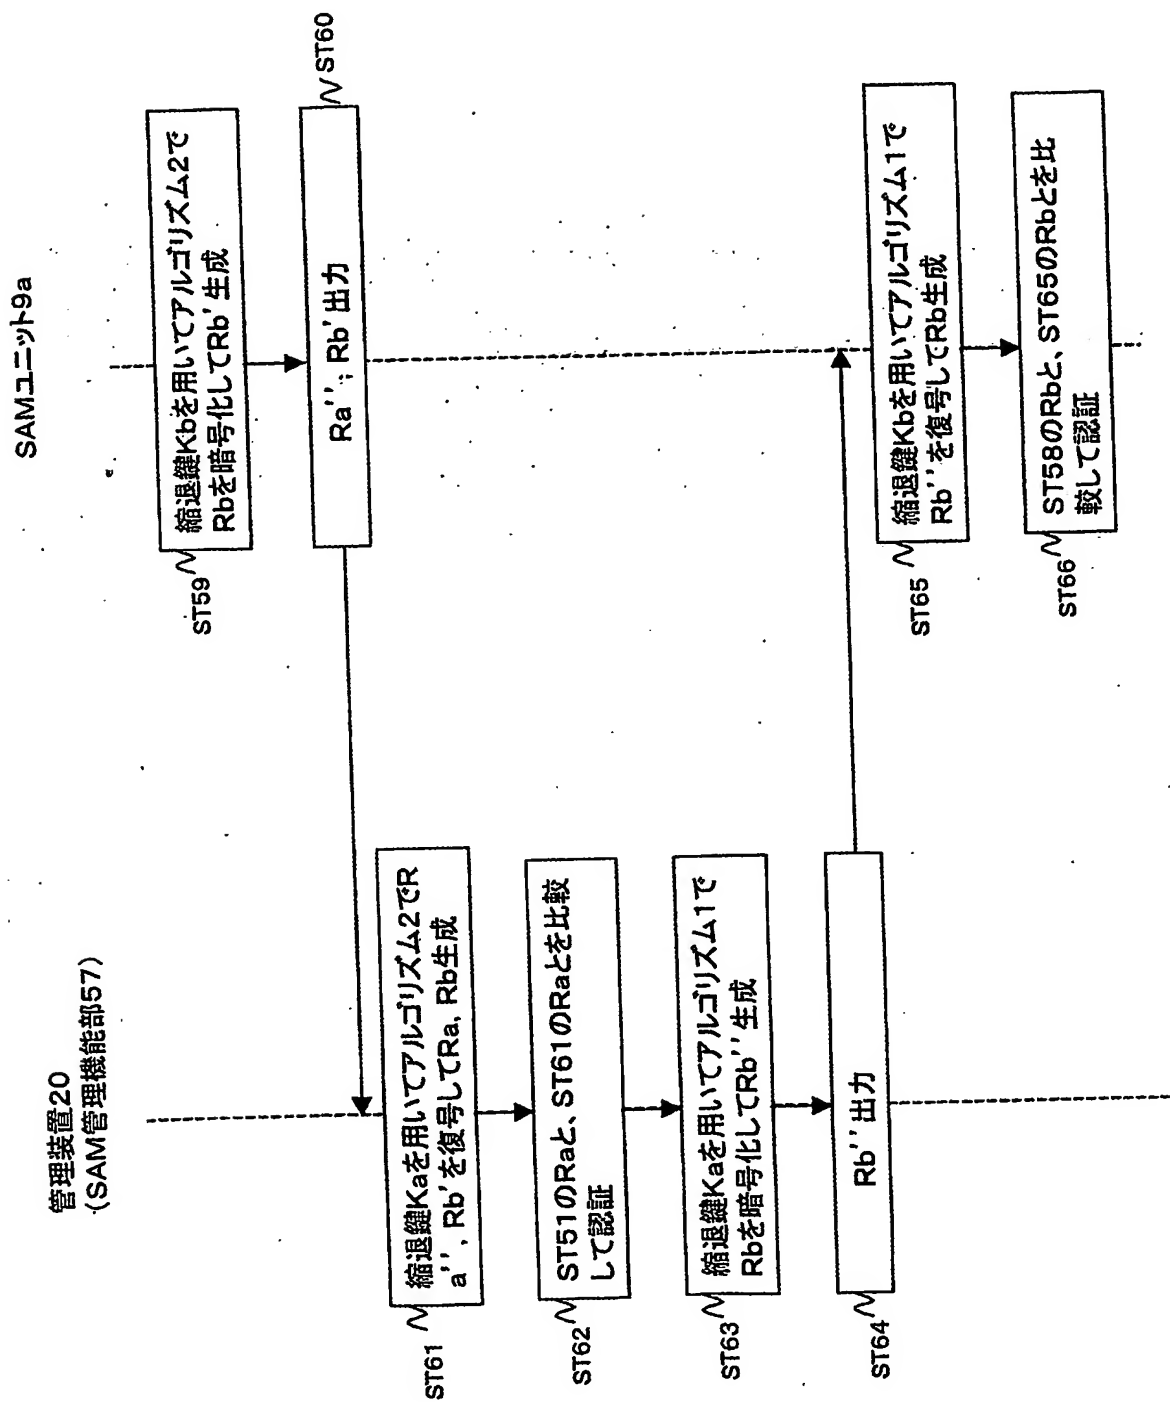 管理装置20
(SAM管理機能部57)
SAMユニット9a
ST59
縮退鍵Kbを用いてアルゴリズム2で
Rbを暗号化してRb'生成
ST60
Ra'', Rb'出力
ST61
縮退鍵Kaを用いてアルゴリズム2でR
a'', Rb'を復号してRa, Rb生成
ST62
ST51のRaと、ST61のRaとを比較
して認証
ST63
縮退鍵Kaを用いてアルゴリズム1で
Rbを暗号化してRb''生成
ST64
Rb''出力
ST65
縮退鍵Kbを用いてアルゴリズム1で
Rb''を復号してRb生成
ST66
ST58のRbと、ST65のRbとを比
較して認証